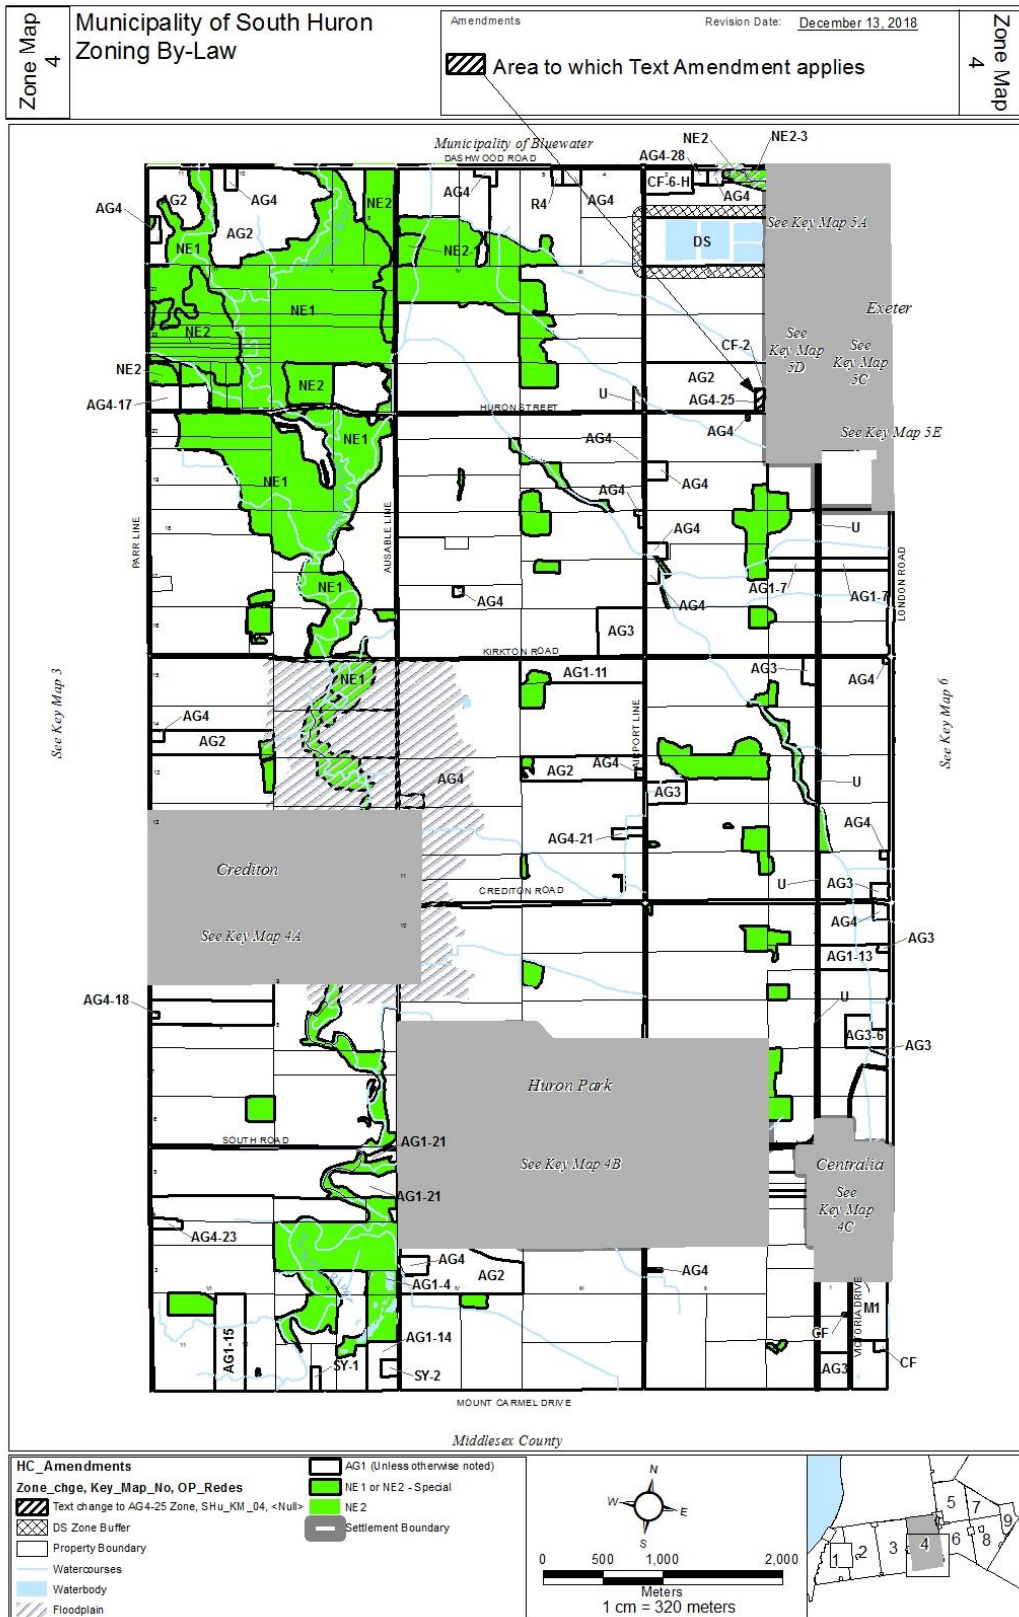 Zone Map
4
Municipality of South Huron
Zoning By-Law
Amendments
Revision Date: December 13, 2018
Area to which Text Amendment applies
Zone Map
4
Municipality of Bluewater
DASHWOOD ROAD
NE2
NE2-3
AG4-28
CF-6-H
AG4
AG2
AG4
AG4
AG2
NE1
NE2
AG4
R4
AG4
NE2-1
DS
See Key Map 5A
Exeter
NE1
NE2
NE2
NE2
AG4-17
See
Key Map
5D
See
Key Map
5C
CF-2
AG2
AG4-25
U
HURON STREET
AG4
See Key Map 5E
NE1
NE1
AG4
AG4
AG4
AG4
U
PARR LINE
AUSABLE LINE
LONDON ROAD
NE1
AG4
AG4
AG1-7
AG1-7
AG3
KIRKTON ROAD
See Key Map 3
See Key Map 6
NE1
AG1-11
AG3
AG4
AIRPORT LINE
AG4
AG2
AG4
AG2
AG4
AG3
U
AG4-21
AG4
Crediton
See Key Map 4A
CREDITON ROAD
U
AG3
AG4
AG3
AG1-13
AG4-18
U
AG3-6
AG3
Huron Park
See Key Map 4B
SOUTH ROAD
AG1-21
AG1-21
Centralia
See
Key Map
4C
AG4-23
AG4
AG2
AG1-4
AG4
M1
VICTORIA DRIVE
CF
CF
AG3
AG1-14
AG1-15
SY-1
SY-2
MOUNT CARMEL DRIVE
Middlesex County
HC_Amendments
Zone_chge, Key_Map_No, OP_Redes
Text change to AG4-25 Zone, SHu_KM_04, <Null>
DS Zone Buffer
Property Boundary
Watercourses
Waterbody
Floodplain
AG1 (Unless otherwise noted)
NE1 or NE2 - Special
NE2
Settlement Boundary
N
W
E
S
0 500 1,000 2,000
Meters
1 cm = 320 meters
1 2 3 4 5 6 7 8 9